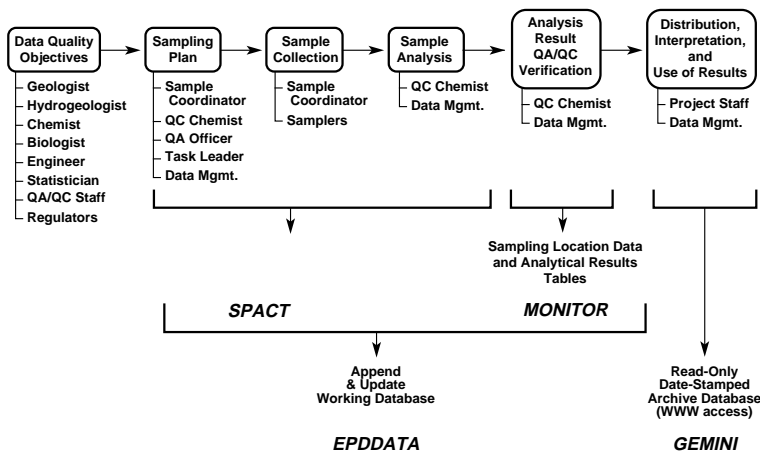 Data Quality
Objectives
Geologist
Hydrogeologist
Chemist
Biologist
Engineer
Statistician
QA/QC Staff
Regulators
Sampling
Plan
Sample
Coordinator
QC Chemist
QA Officer
Task Leader
Data Mgmt.
Sample
Collection
Sample
Coordinator
Samplers
Sample
Analysis
QC Chemist
Data Mgmt.
Analysis
Result
QA/QC
Verification
QC Chemist
Data Mgmt.
Distribution,
Interpretation,
and
Use of Results
Project Staff
Data Mgmt.
Sampling Location Data
and Analytical Results
Tables
SPACT
MONITOR
Append
& Update
Working Database
Read-Only
Date-Stamped
Archive Database
(WWW access)
EPDDATA
GEMINI